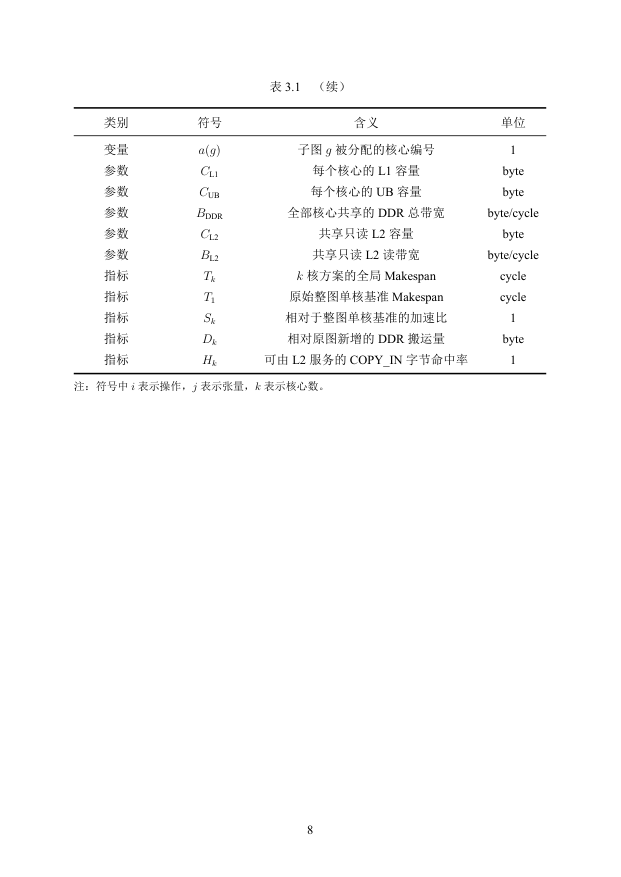 表 3.1 （续）
类别 符号 含义 单位
变量 a(g) 子图 g 被分配的核心编号 1
参数 C_L1 每个核心的 L1 容量 byte
参数 C_UB 每个核心的 UB 容量 byte
参数 B_DDR 全部核心共享的 DDR 总带宽 byte/cycle
参数 C_L2 共享只读 L2 容量 byte
参数 B_L2 共享只读 L2 读带宽 byte/cycle
指标 T_k k 核方案的全局 Makespan cycle
指标 T_1 原始整图单核基准 Makespan cycle
指标 S_k 相对于整图单核基准的加速比 1
指标 D_k 相对原图新增的 DDR 搬运量 byte
指标 H_k 可由 L2 服务的 COPY_IN 字节命中率 1
注：符号中 i 表示操作，j 表示张量，k 表示核心数。
8